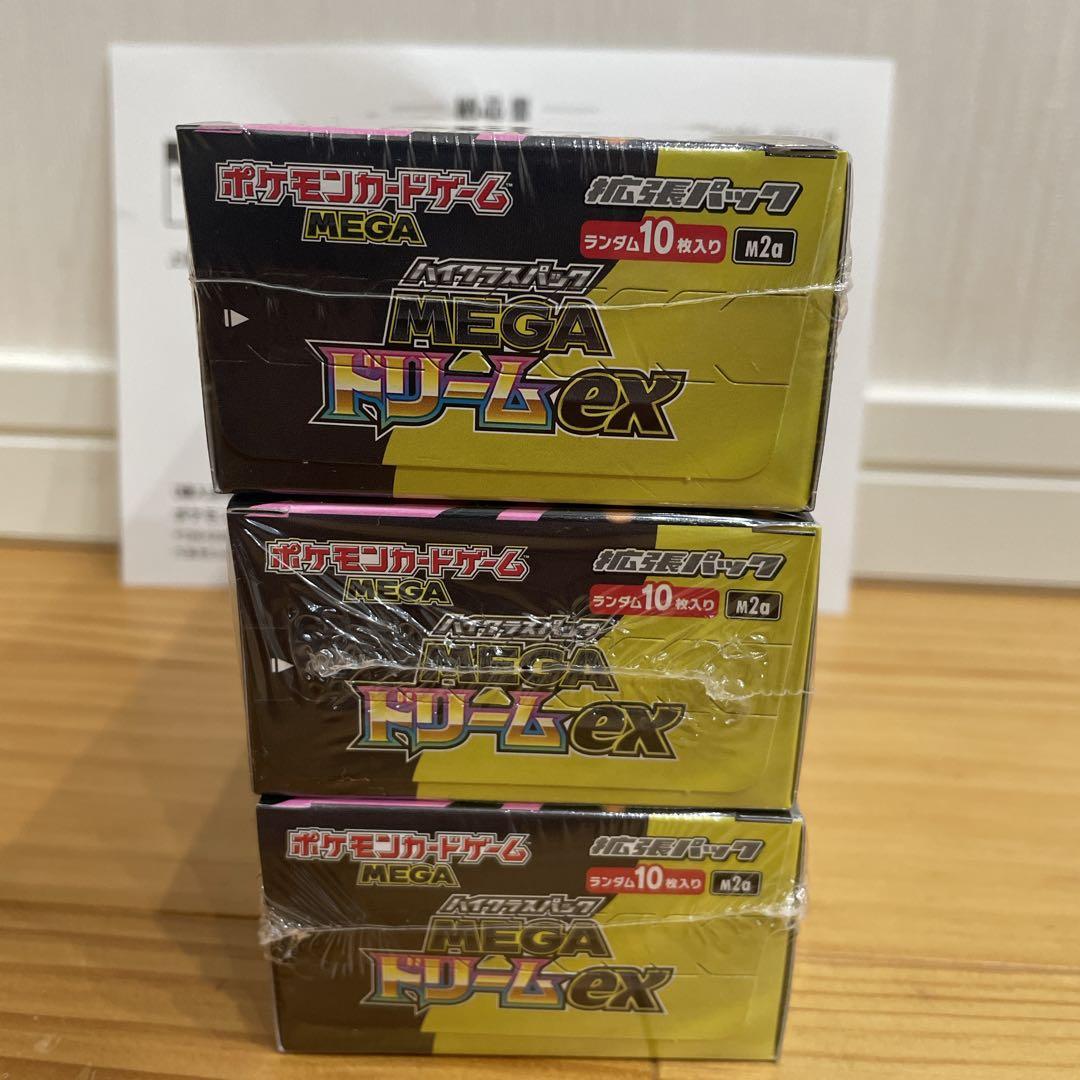 納品書
ポケモンカードゲーム
MEGA
拡張パック
ランダム10枚入り M2a
ハイクラスパック
MEGA
ドリームex
ポケモンカードゲーム
MEGA
拡張パック
ランダム10枚入り M2a
ハイクラスパック
MEGA
ドリームex
ポケモンカードゲーム
MEGA
拡張パック
ランダム10枚入り M2a
ハイクラスパック
MEGA
ドリームex